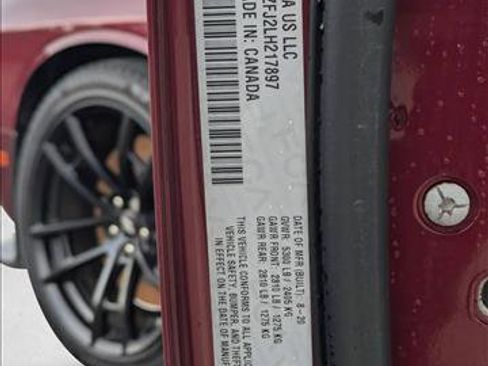 A US LLC
ZFJ2LH217897
DE IN: CANADA
DATE OF MFR (BUILT): 8-20
GVWR: 5300 LB / 2405 KG
GAWR FRONT: 2810 LB / 1275 KG
GAWR REAR: 2810 LB / 1275 KG
THIS VEHICLE CONFORMS TO ALL APPLIC
VEHICLE SAFETY, BUMPER, AND THEFT
IN EFFECT ON THE DATE OF MANUF